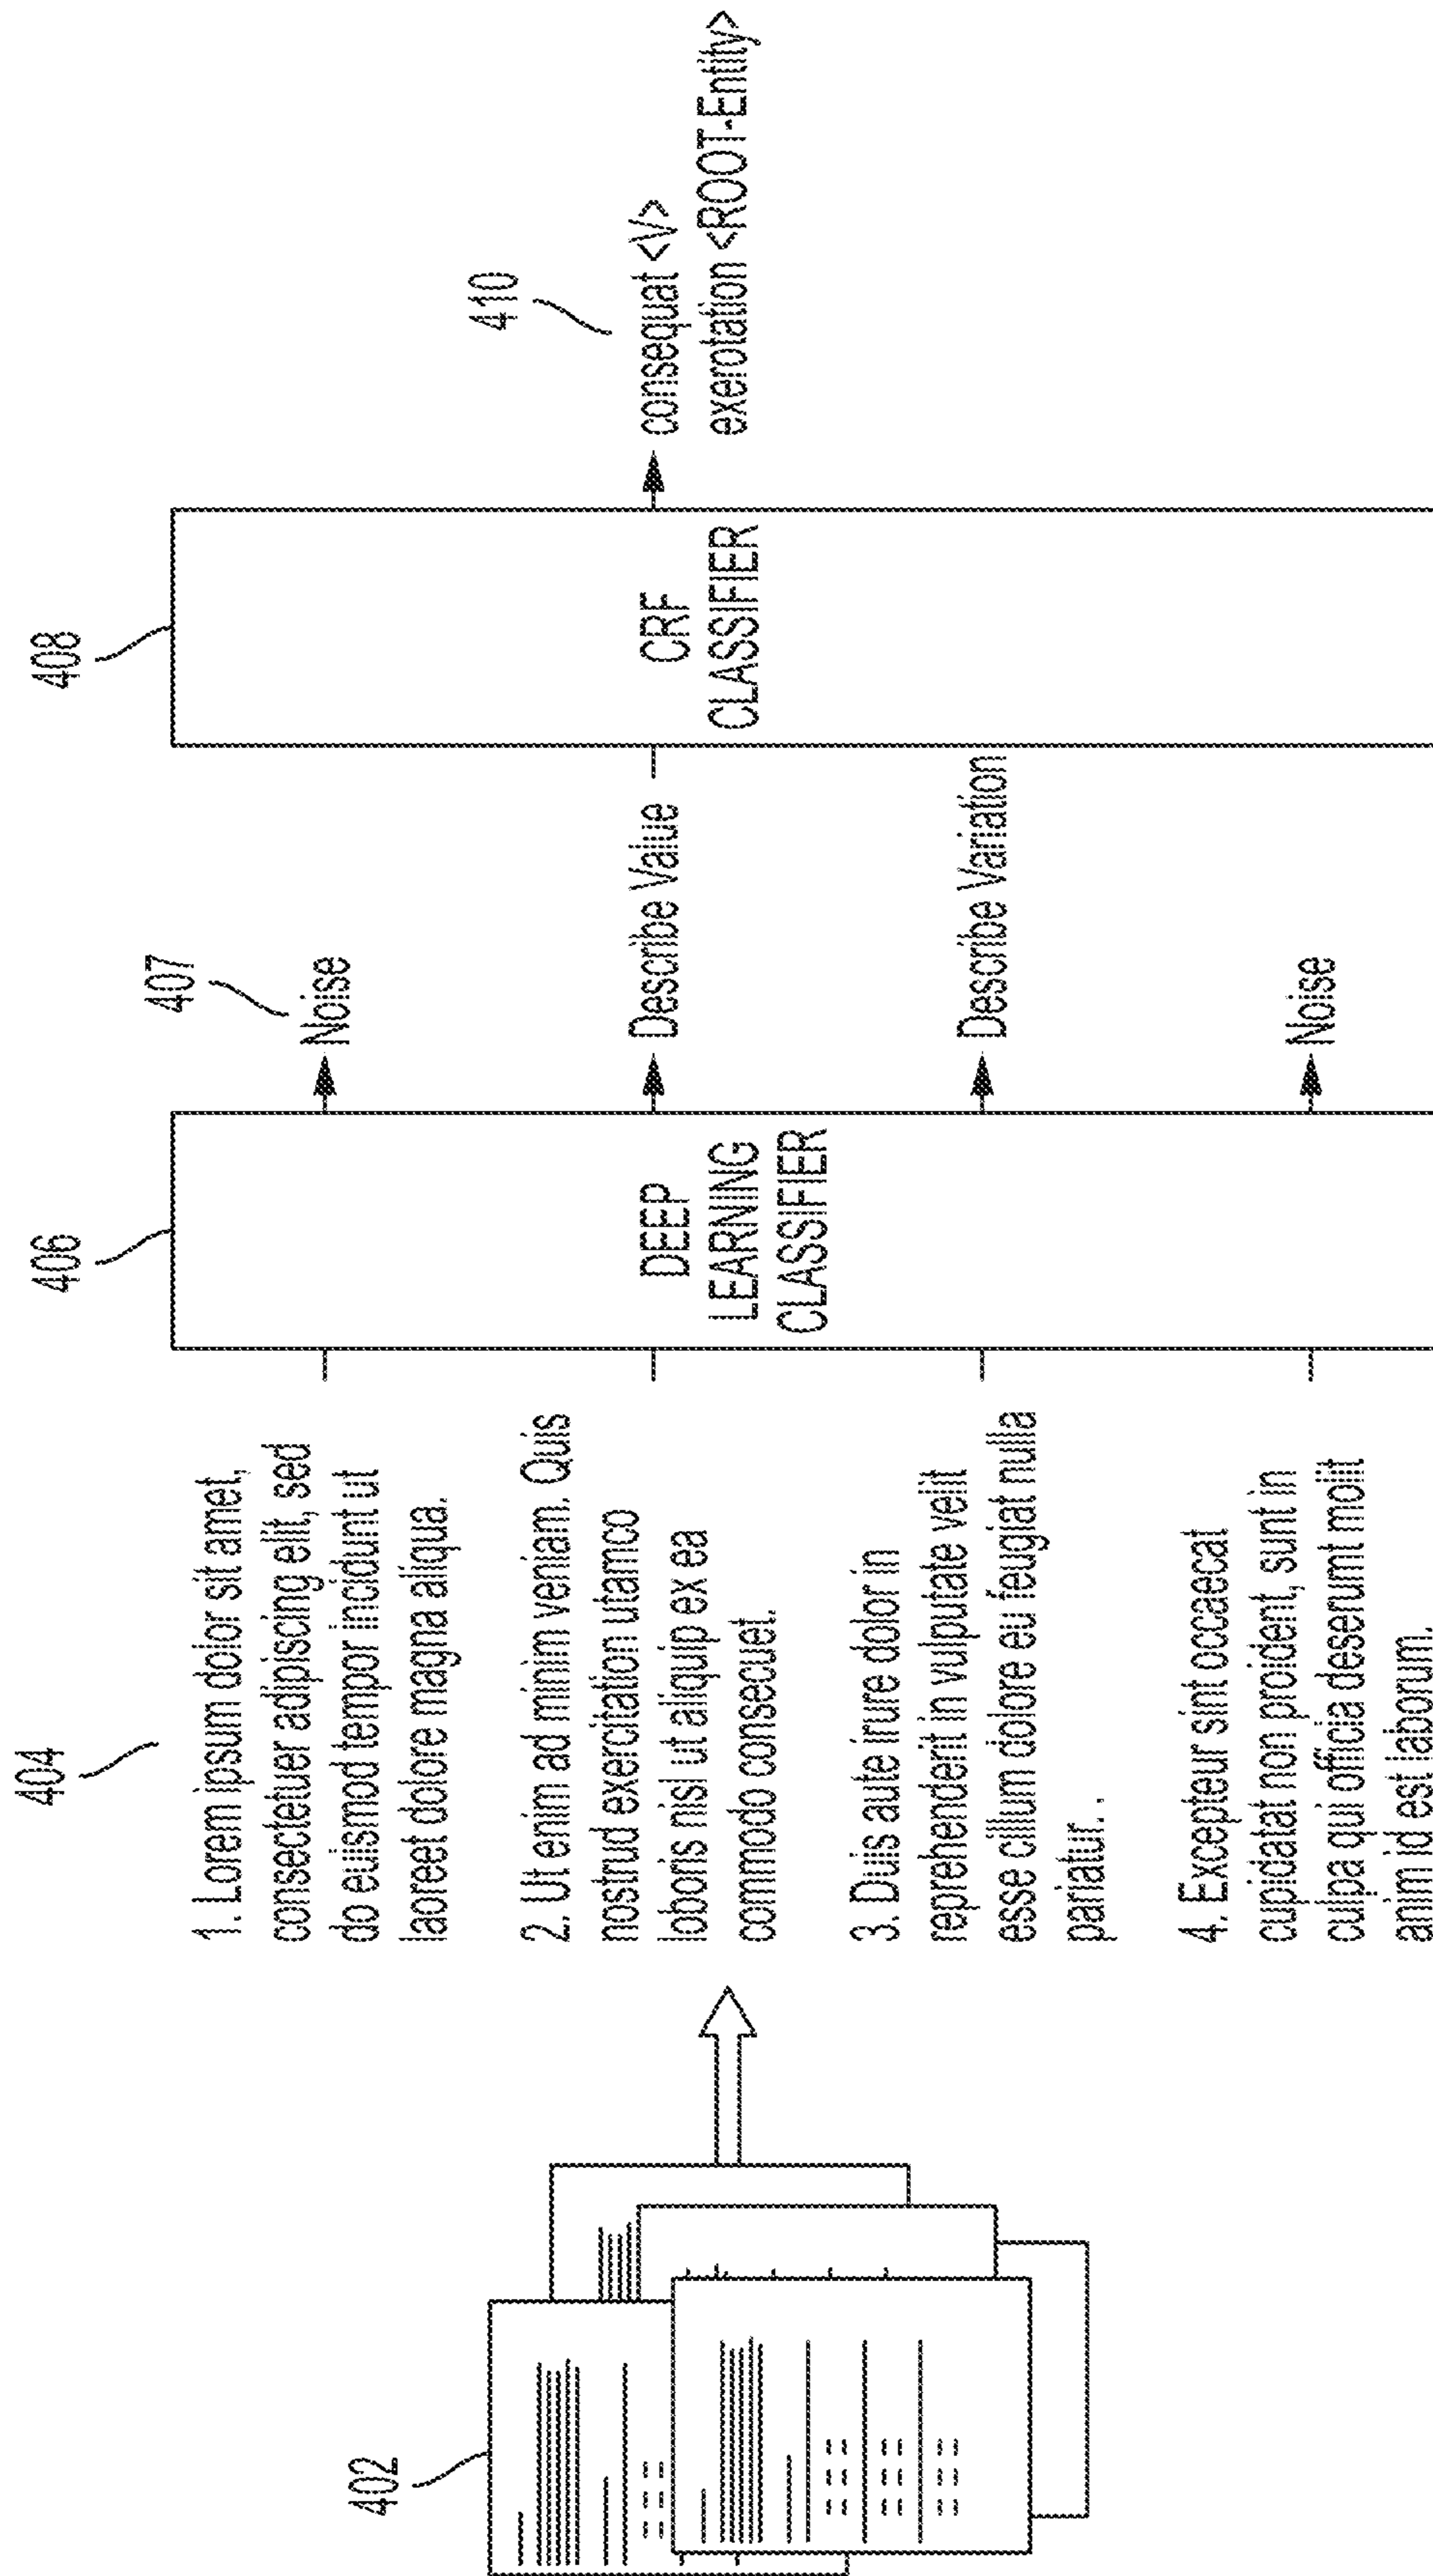 402
404
1. Lorem ipsum dolor sit amet,
consectetuer adipiscing elit, sed
do euismod tempor incidunt ut
laoreet dolore magna aliqua.
2. Ut enim ad minim veniam. Quis
nostrud exercitation utamco
loboris nisl ut aliquip ex ea
commodo consecuet.
3. Duis aute irure dolor in
reprehenderit in vulputate velit
esse cillum dolore eu feugiat nulla
pariatur. .
4. Excepteur sint occaecat
cupidatat non proident, sunt in
culpa qui officia deserunt molit
anim id est laborum.
406
DEEP
LEARNING
CLASSIFIER
407
Noise
Describe Value
Describe Variation
Noise
408
CRF
CLASSIFIER
410
consequat <V>
exerotation <ROOT-Entity>